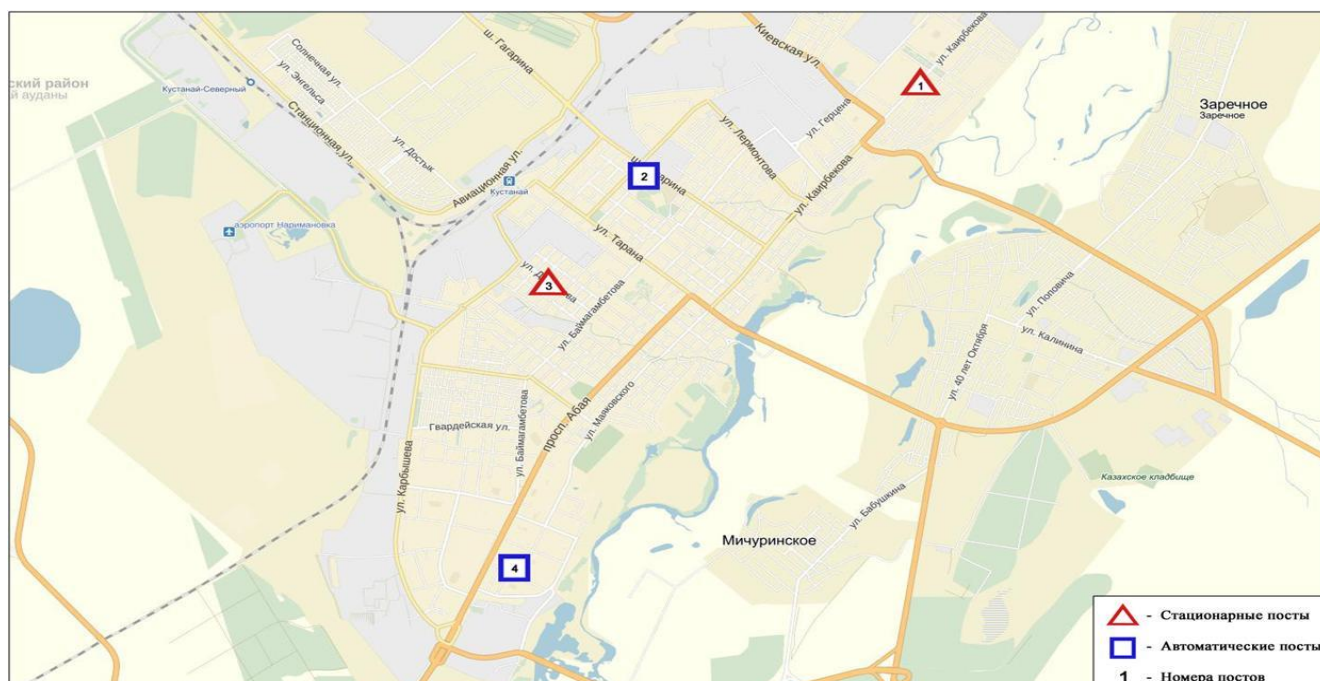 ский район
й ауданы
Кустанай-Северный
Солнечная ул.
ул. Энгельса
Станционная ул.
ул. Достык
ш. Гагарина
Авиационная ул.
Кустанай
аэропорт Наримановка
Киевская ул.
ул. Каирбекова
1
ул. Герцена
ул. Лермонтова
2
ул. Каирбекова
ул. Тарана
3
ул. Баймагамбетова
Заречное
Заречное
ул. Поповича
ул. Калинина
ул. 40 лет Октября
ул. Маяковского
просп. Абая
ул. Баймагамбетова
Гвардейская ул.
ул. Карбышева
4
Мичуринское
ул. Бабушкина
Казахское кладбище
- Стационарные посты
- Автоматические посты
1 - Номера постов